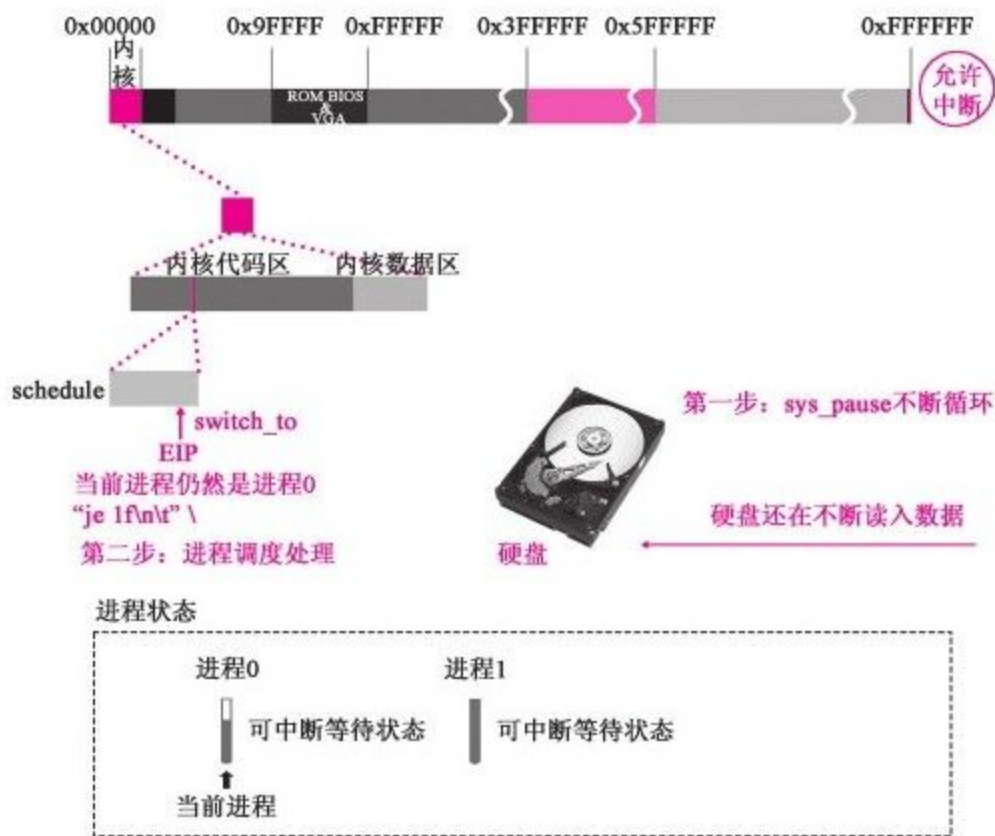 0x00000 0x9FFFF 0xFFFFF 0x3FFFFF 0x5FFFFF 0xFFFFFF
内
核
ROM BIOS
&
VGA
允许
中断
内核代码区 内核数据区
schedule
switch_to
EIP
当前进程仍然是进程0
“je 1f\n\t” \
第二步：进程调度处理
第一步：sys_pause不断循环
硬盘还在不断读入数据
硬盘
进程状态
进程0 进程1
可中断等待状态 可中断等待状态
当前进程